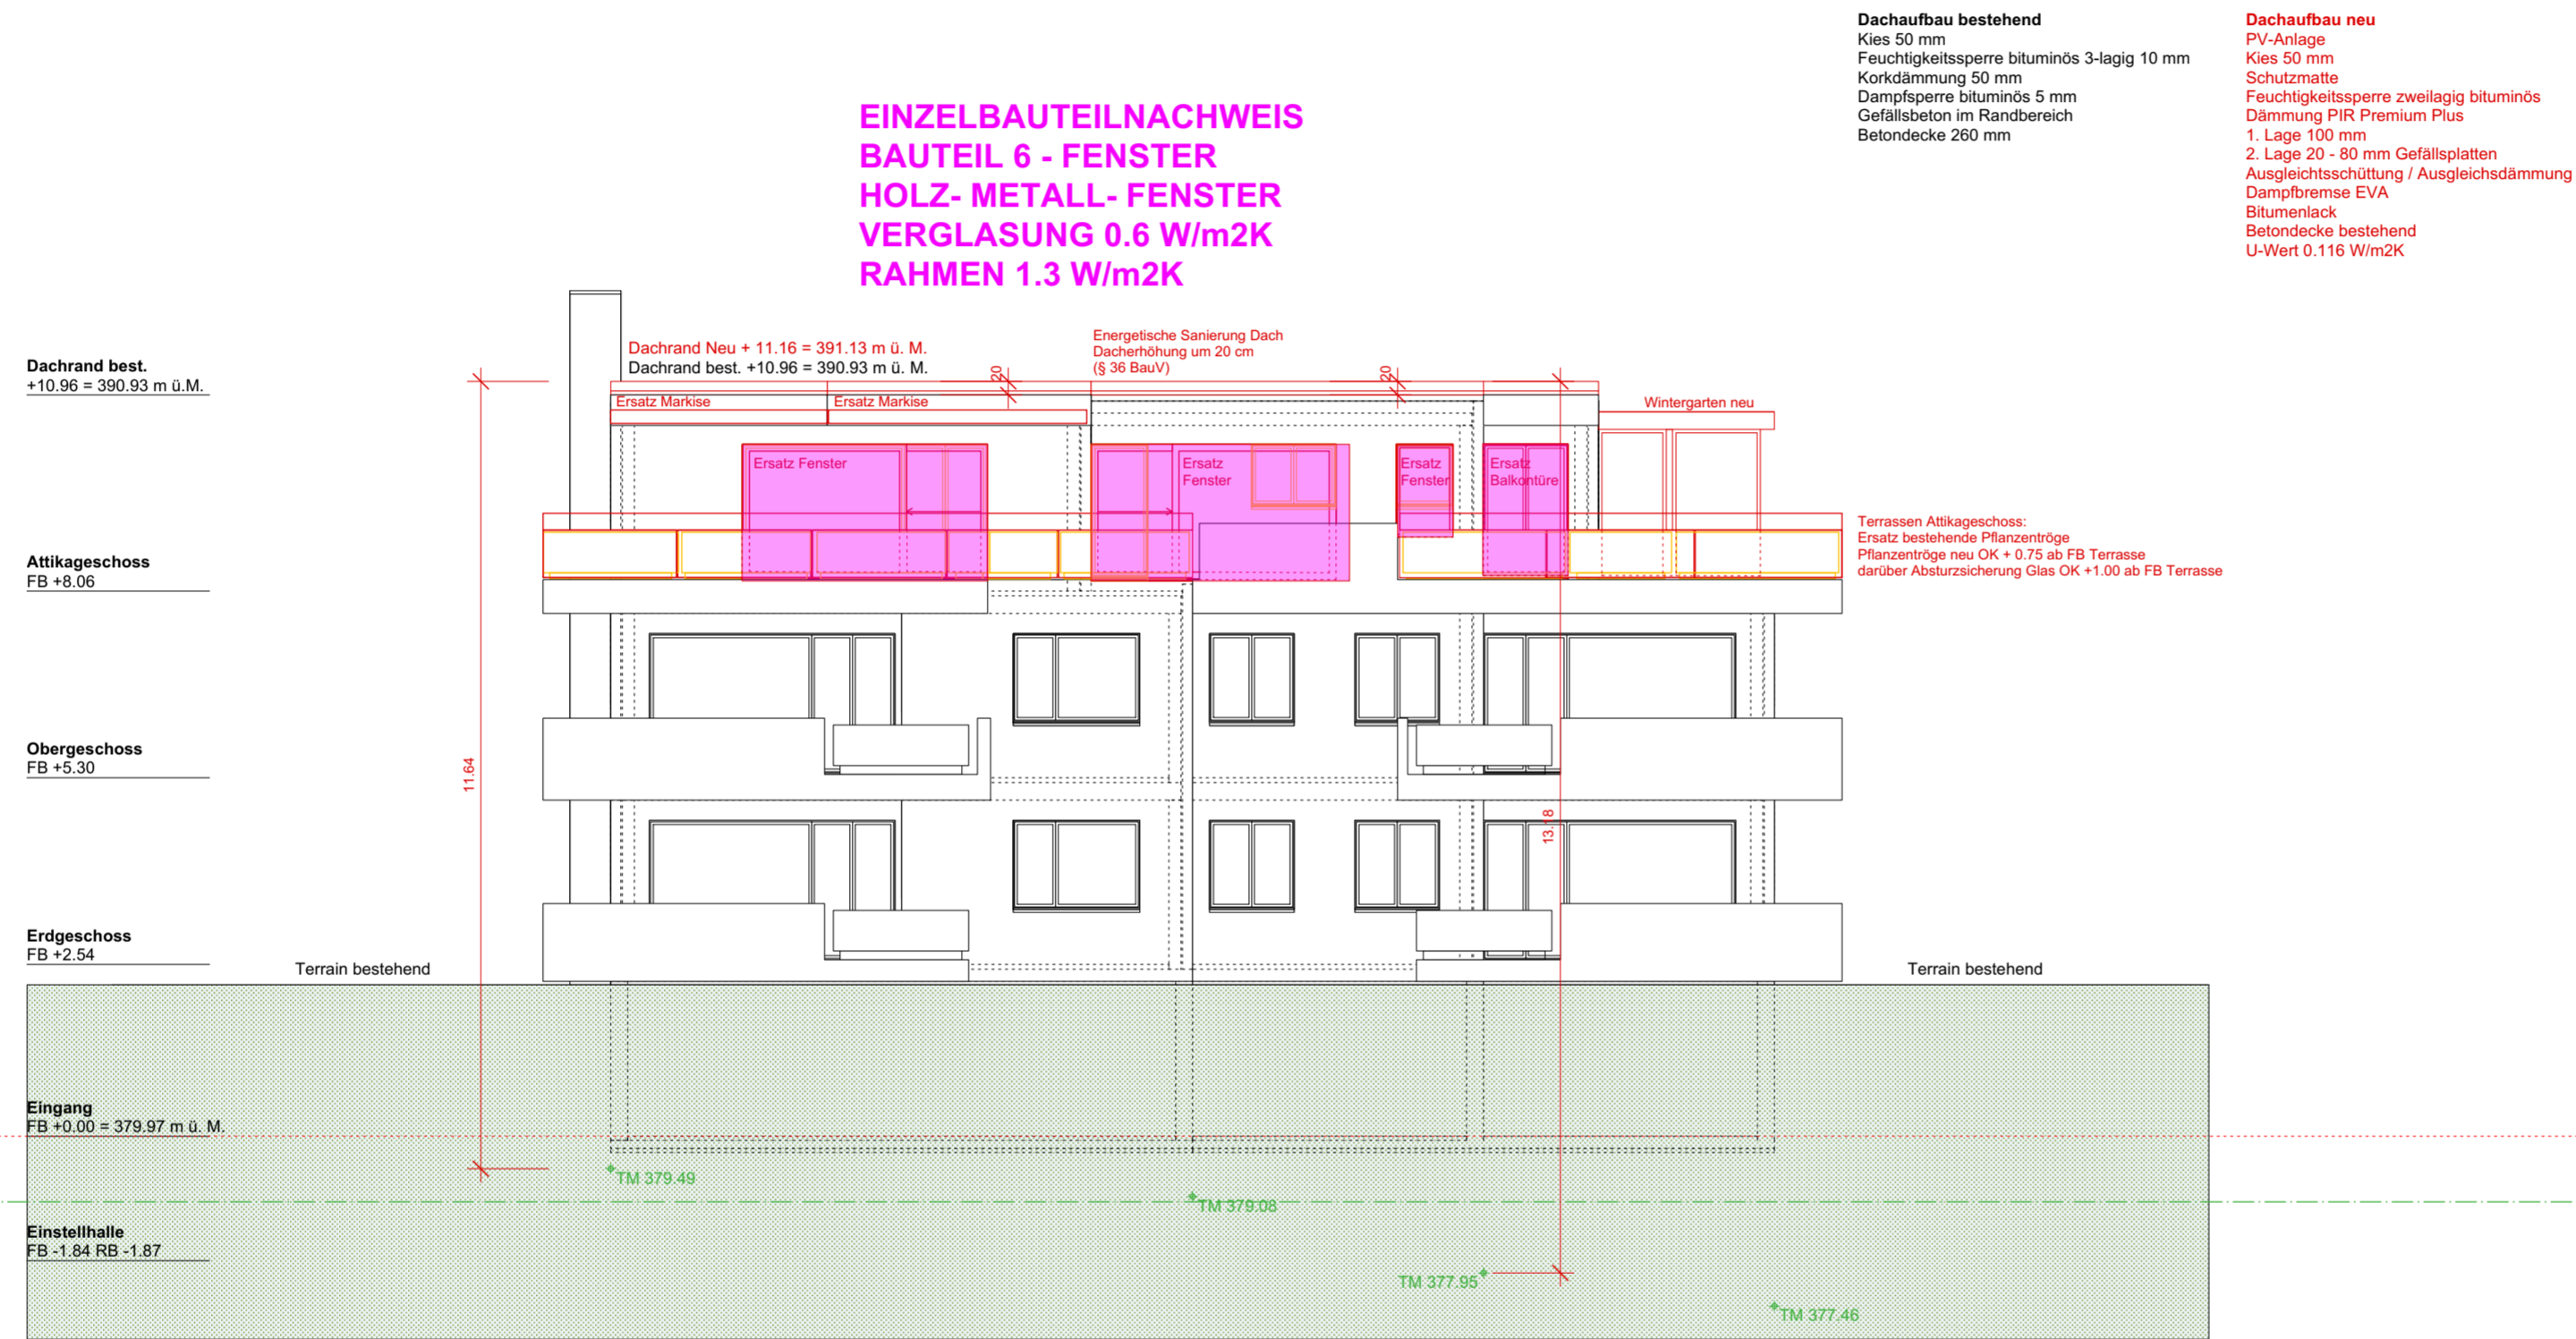 Dachaufbau bestehend
Kies 50 mm
Feuchtigkeitssperre bituminös 3-lagig 10 mm
Korkdämmung 50 mm
Dampfsperre bituminös 5 mm
Gefällsbeton im Randbereich
Betondecke 260 mm
Dachaufbau neu
PV-Anlage
Kies 50 mm
Schutzmatte
Feuchtigkeitssperre zweilagig bituminös
Dämmung PIR Premium Plus
1. Lage 100 mm
2. Lage 20 - 80 mm Gefällsplatten
Ausgleichtsschüttung / Ausgleichsdämmung
Dampfbremse EVA
Bitumenlack
Betondecke bestehend
U-Wert 0.116 W/m2K
EINZELBAUTEILNACHWEIS
BAUTEIL 6 - FENSTER
HOLZ- METALL- FENSTER
VERGLASUNG 0.6 W/m2K
RAHMEN 1.3 W/m2K
Dachrand best.
+10.96 = 390.93 m ü.M.
Dachrand Neu + 11.16 = 391.13 m ü. M.
Dachrand best. +10.96 = 390.93 m ü. M.
Energetische Sanierung Dach
Dacherhöhung um 20 cm
(§ 36 BauV)
20
20
Ersatz Markise
Ersatz Markise
Wintergarten neu
Ersatz Fenster
Ersatz
Fenster
Ersatz
Fenster
Ersatz
Balkontüre
Terrassen Attikageschoss:
Ersatz bestehende Pflanzentröge
Pflanzentröge neu OK + 0.75 ab FB Terrasse
darüber Absturzsicherung Glas OK +1.00 ab FB Terrasse
Attikageschoss
FB +8.06
Obergeschoss
FB +5.30
11.64
13.18
Erdgeschoss
FB +2.54
Terrain bestehend
Terrain bestehend
Eingang
FB +0.00 = 379.97 m ü. M.
TM 379.49
TM 379.08
Einstellhalle
FB -1.84 RB -1.87
TM 377.95
TM 377.46